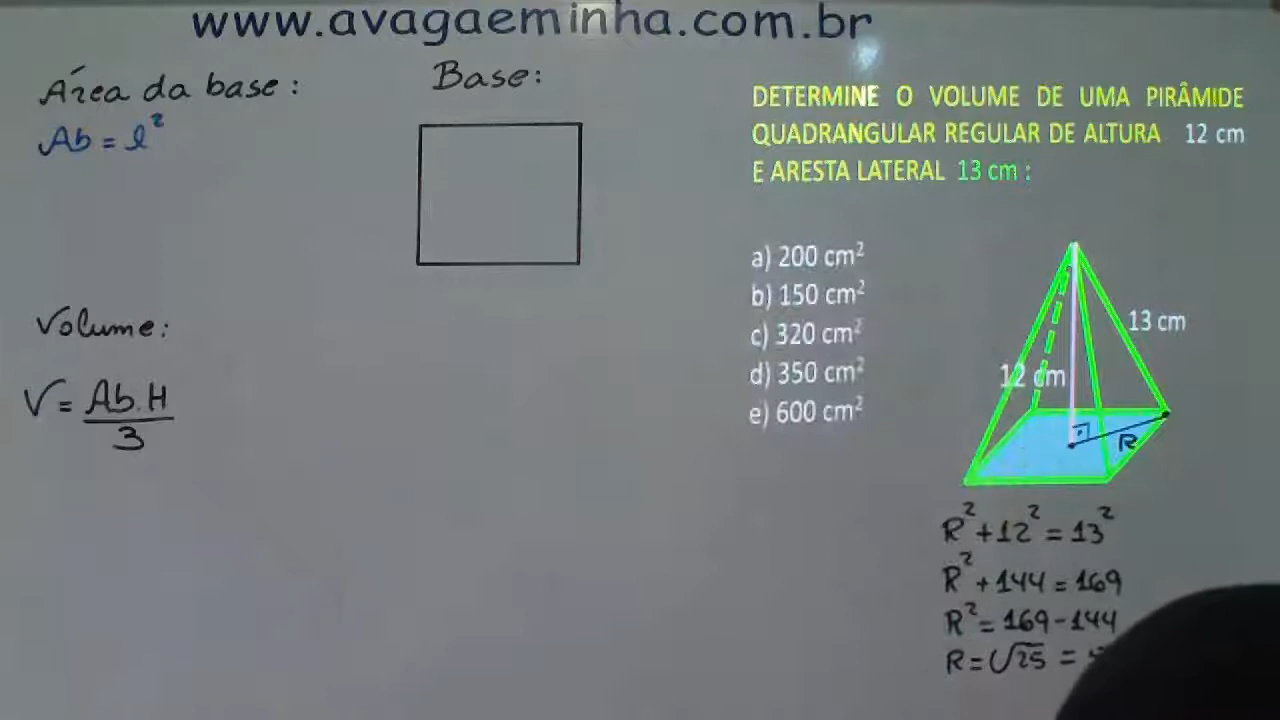 www.avagaeminha.com.br
Área da base:
Ab = l²
Base:
Volume:
V = Ab.H
3
DETERMINE O VOLUME DE UMA PIRÂMIDE
QUADRANGULAR REGULAR DE ALTURA 12 cm
E ARESTA LATERAL 13 cm :
a) 200 cm²
b) 150 cm²
c) 320 cm²
d) 350 cm²
e) 600 cm²
13 cm
12 cm
R
R² + 12² = 13²
R² + 144 = 169
R² = 169 - 144
R = √25 =